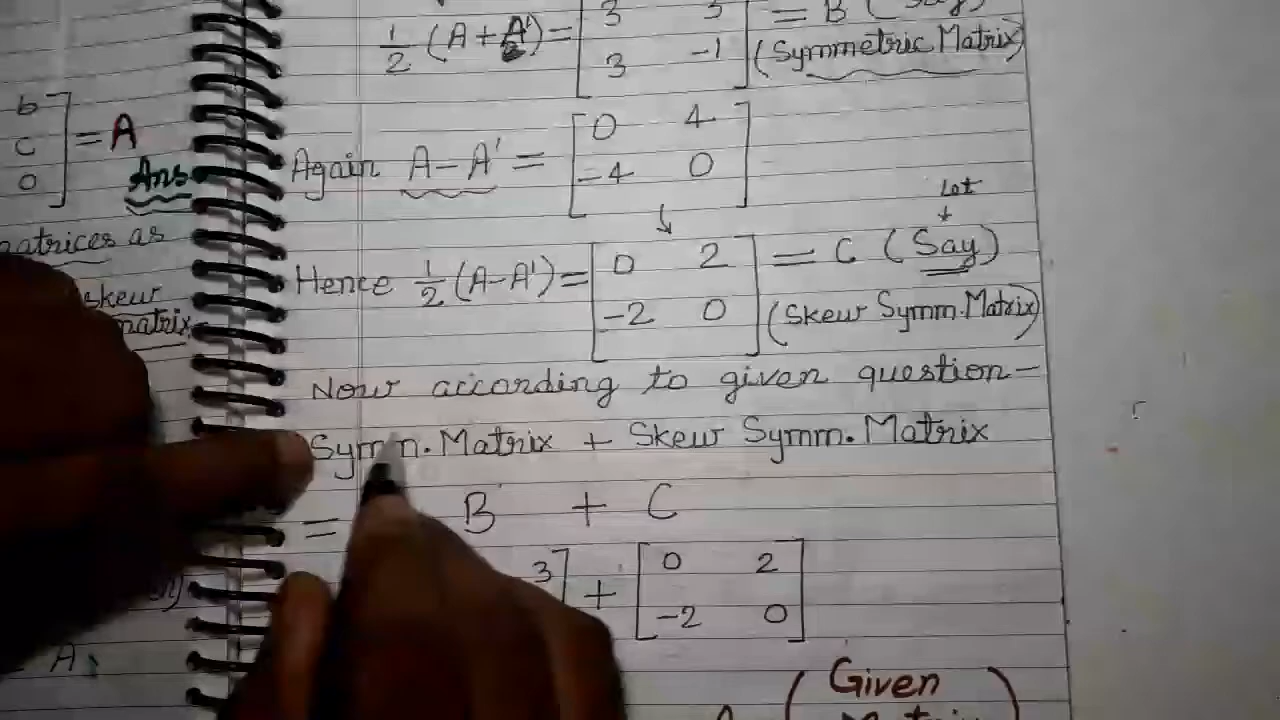 b
c = A
0 Ans
matrices as
skew
matrix
A,
1/2 (A + A') = [3 3
3 -1] = B (Say)
(Symmetric Matrix)
Again A - A' = [0 4
-4 0]
Let
Hence 1/2 (A - A') = [0 2
-2 0] = C (Say)
(Skew Symm. Matrix)
Now according to given question -
Symm. Matrix + Skew Symm. Matrix
= B + C
3] + [0 2
-2 0]
(Given
Matrix